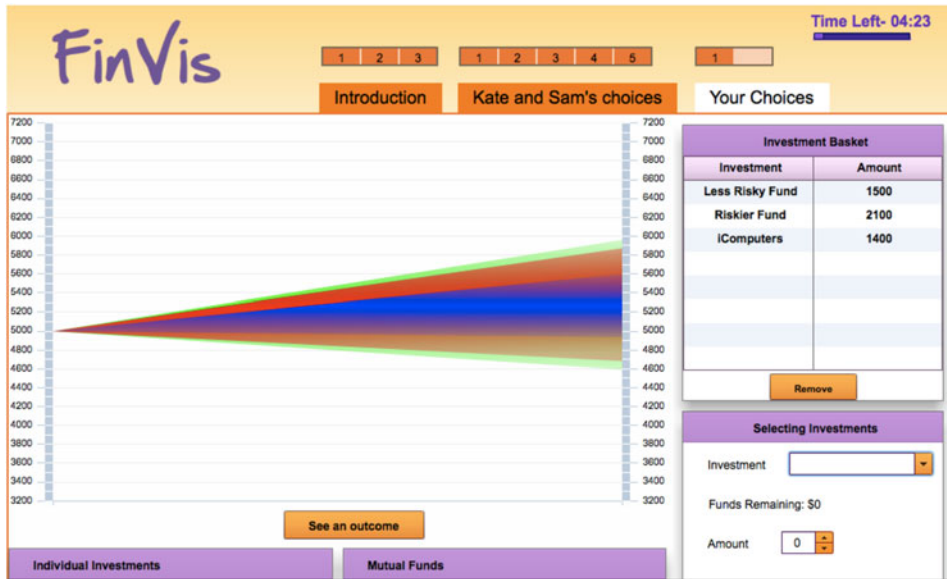 FinVis
Time Left- 04:23
1 2 3
1 2 3 4 5
1
Introduction
Kate and Sam's choices
Your Choices
7200
7000
6800
6600
6400
6200
6000
5800
5600
5400
5200
5000
4800
4600
4400
4200
4000
3800
3600
3400
3200
7200
7000
6800
6600
6400
6200
6000
5800
5600
5400
5200
5000
4800
4600
4400
4200
4000
3800
3600
3400
3200
See an outcome
Individual Investments
Mutual Funds
Investment Basket
Investment Amount
Less Risky Fund 1500
Riskier Fund 2100
iComputers 1400
Remove
Selecting Investments
Investment
Funds Remaining: $0
Amount 0